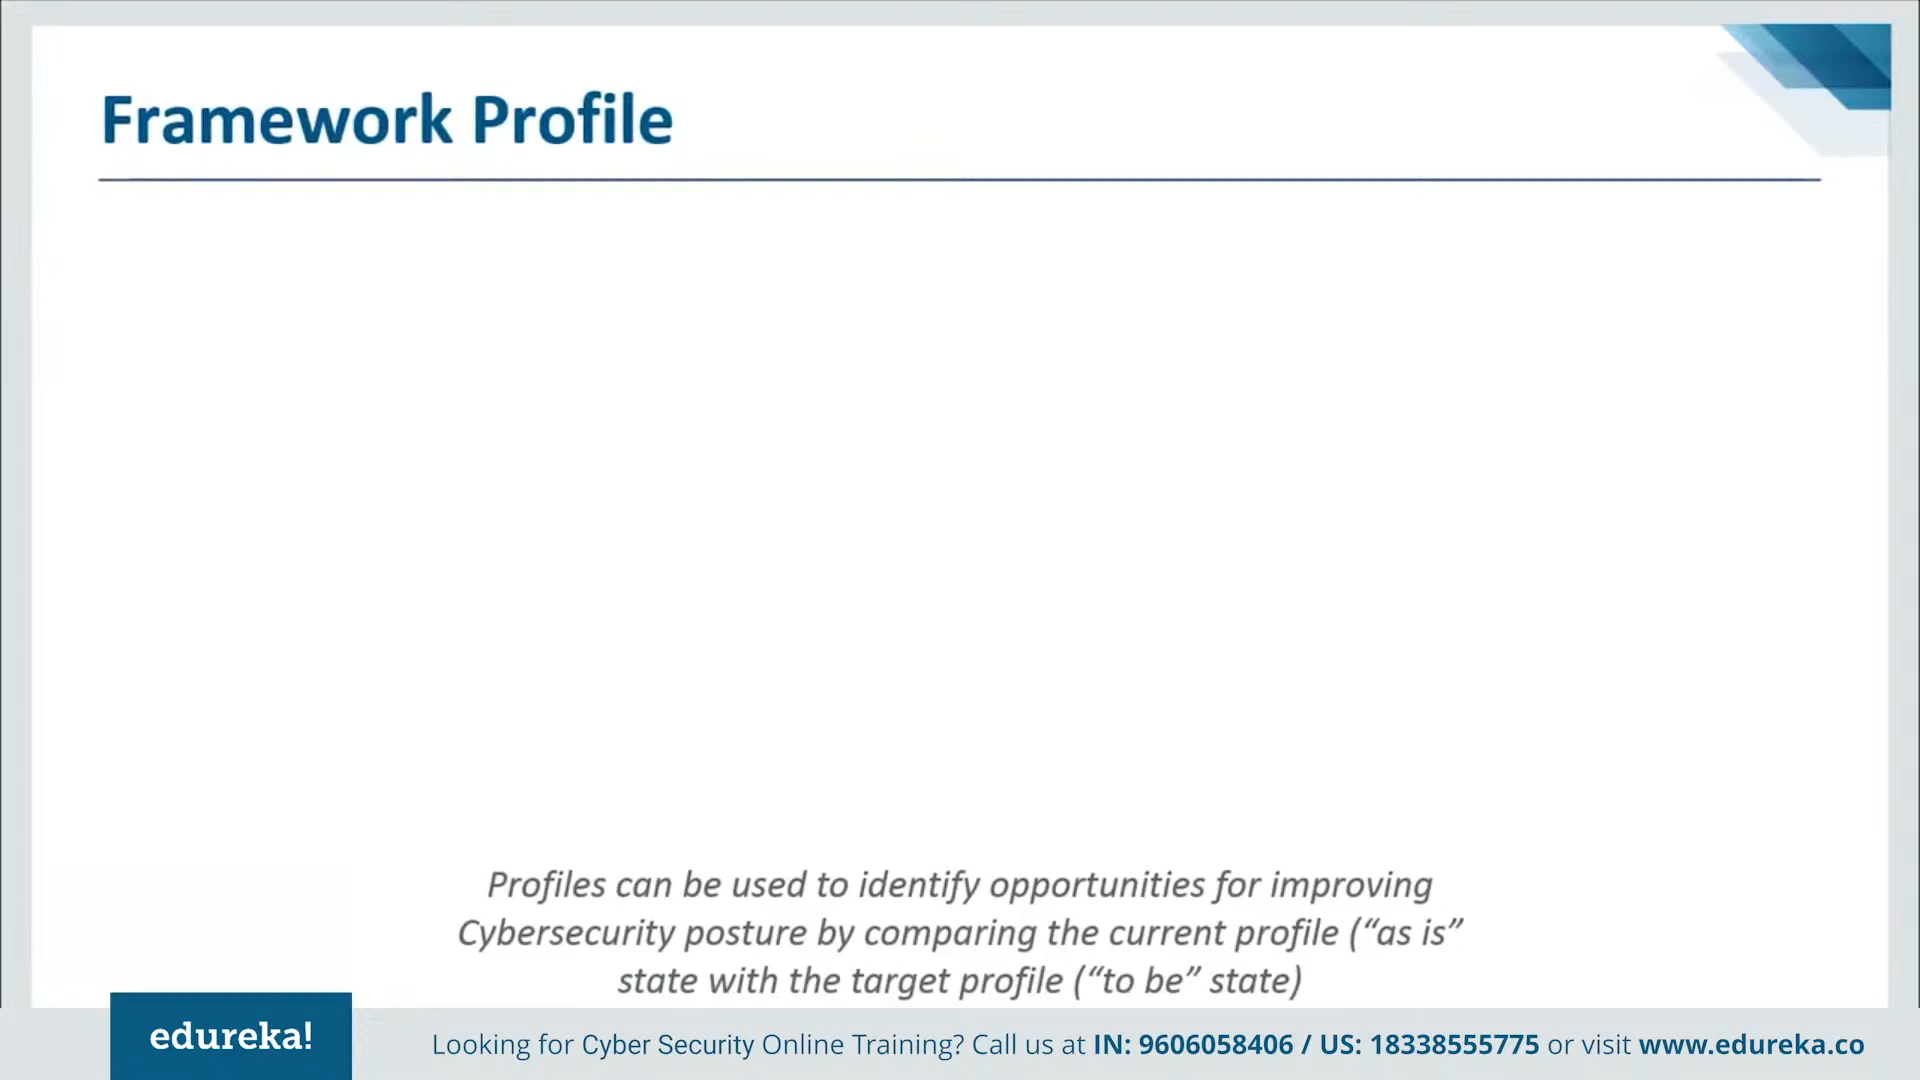 Framework Profile
Profiles can be used to identify opportunities for improving
Cybersecurity posture by comparing the current profile (“as is”
state with the target profile (“to be” state)
edureka!
Looking for Cyber Security Online Training? Call us at IN: 9606058406 / US: 18338555775 or visit www.edureka.co